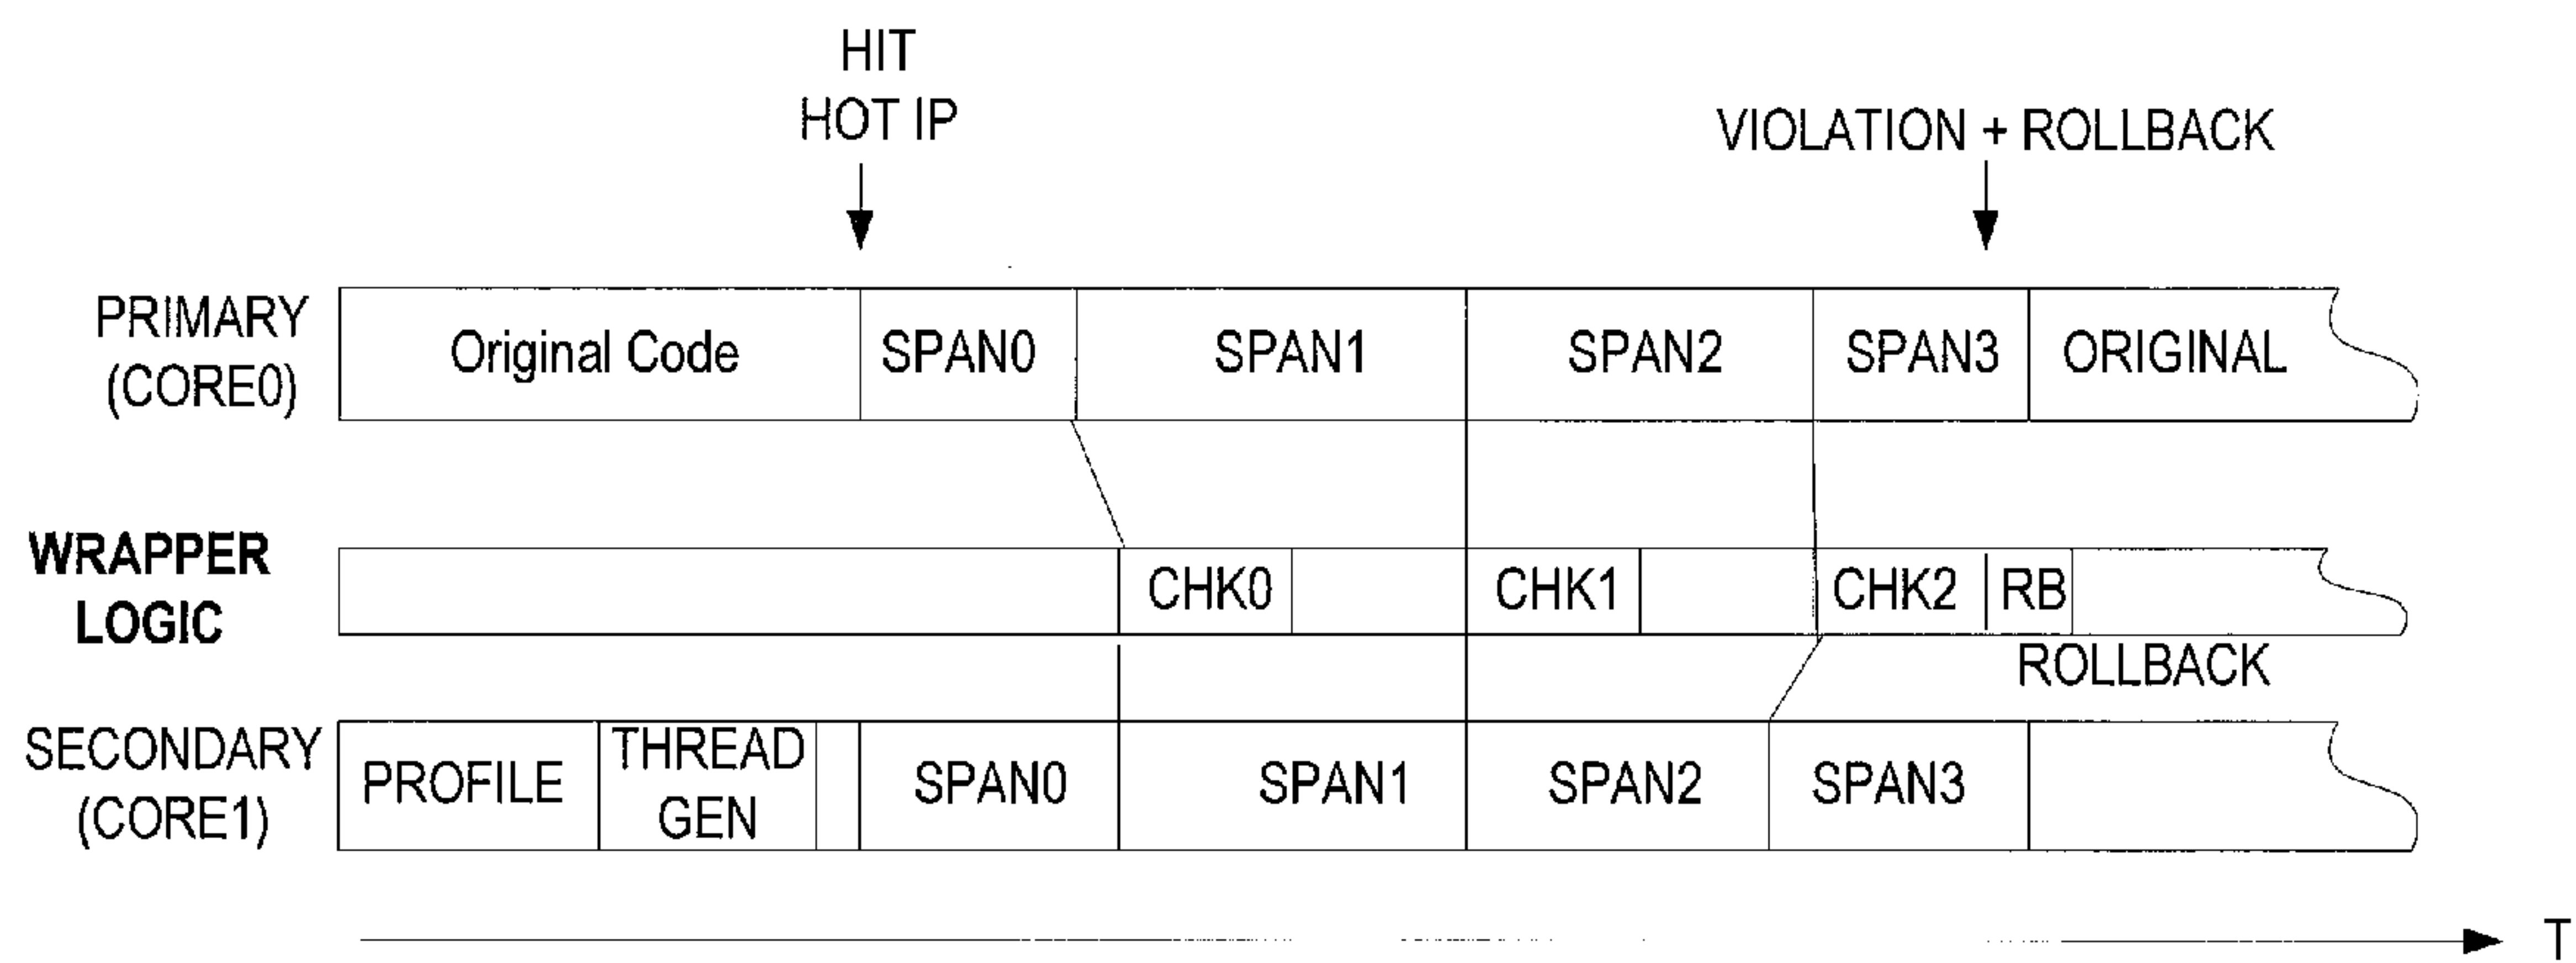 HIT
HOT IP
VIOLATION + ROLLBACK
PRIMARY
(CORE0)
Original Code
SPAN0
SPAN1
SPAN2
SPAN3
ORIGINAL
WRAPPER
LOGIC
CHK0
CHK1
CHK2
RB
ROLLBACK
SECONDARY
(CORE1)
PROFILE
THREAD
GEN
SPAN0
SPAN1
SPAN2
SPAN3
T